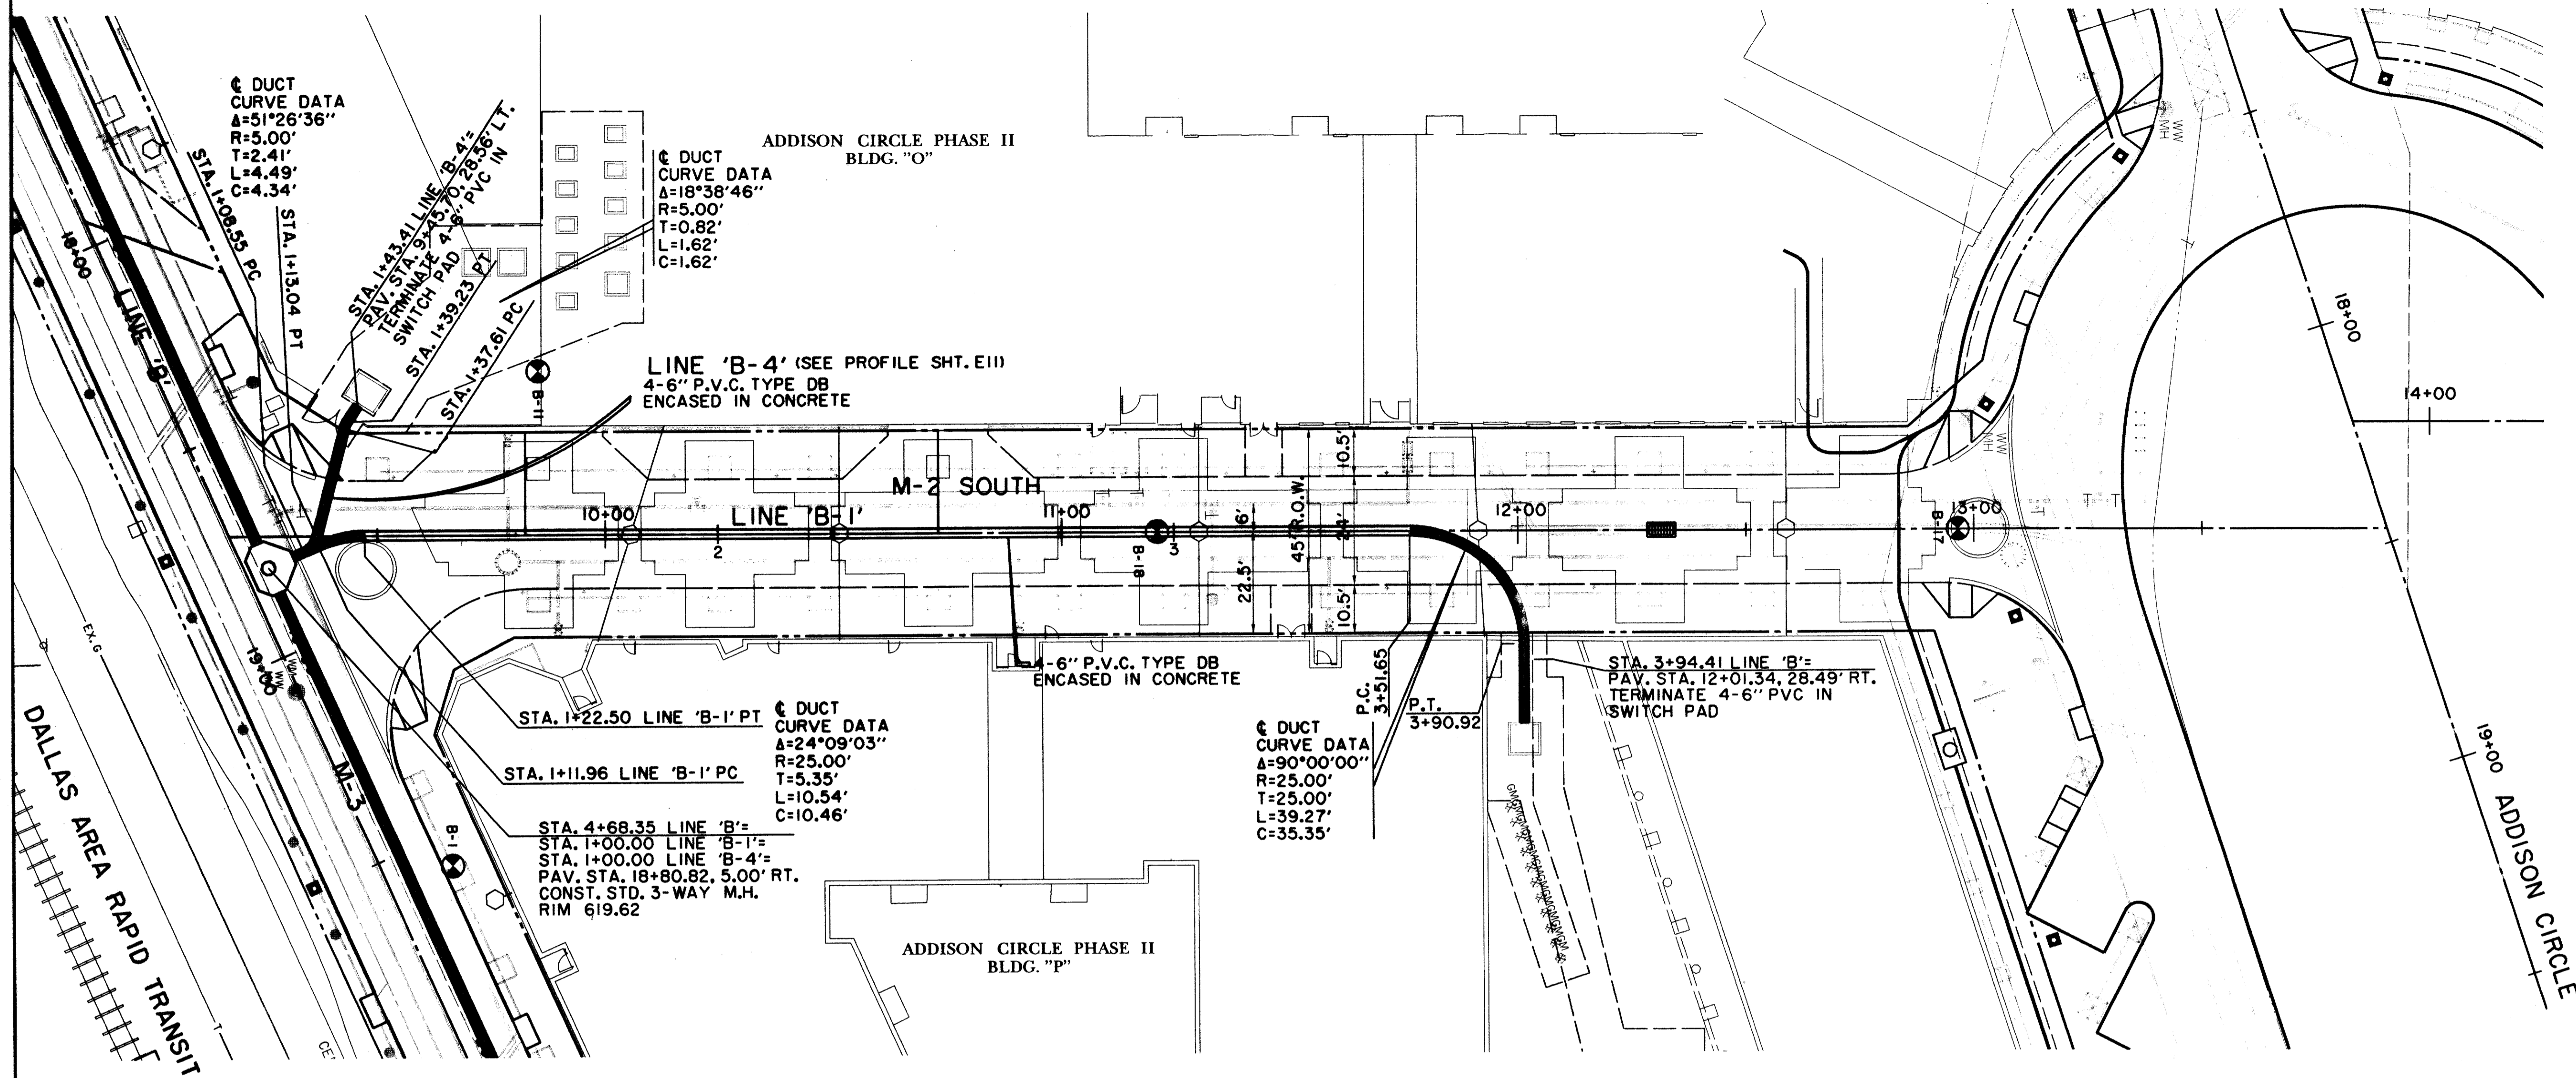 ℄ DUCT
CURVE DATA
Δ=51°26'36"
R=5.00'
T=2.41'
L=4.49'
C=4.34'
STA. 1+08.55 PC
STA. 1+13.04 PT
STA. 1+43.41 LINE 'B-4'=
PAV. STA. 9+45.70, 28.56' LT.
TERMINATE 4-6" PVC IN
SWITCH PAD
STA. 1+39.23 PT
STA. 1+37.61 PC
℄ DUCT
CURVE DATA
Δ=18°38'46"
R=5.00'
T=0.82'
L=1.62'
C=1.62'
ADDISON CIRCLE PHASE II
BLDG. "O"
LINE 'B-4' (SEE PROFILE SHT. E11)
4-6" P.V.C. TYPE DB
ENCASED IN CONCRETE
B-11
18+00
LINE 'B'
M-2 SOUTH
LINE 'B-1'
10+00
2
11+00
3
B-18
12+00
13+00
B-17
6'
22.5'
45' R.O.W.
10.5'
24'
10.5'
WW
MH
WW
MH
18+00
14+00
19+00
ADDISON CIRCLE
EX. G
19+00
WW
M-3
B-1
DALLAS AREA RAPID TRANSIT
T
4-6" P.V.C. TYPE DB
ENCASED IN CONCRETE
STA. 1+22.50 LINE 'B-1' PT
STA. 1+11.96 LINE 'B-1' PC
℄ DUCT
CURVE DATA
Δ=24°09'03"
R=25.00'
T=5.35'
L=10.54'
C=10.46'
STA. 4+68.35 LINE 'B'=
STA. 1+00.00 LINE 'B-1'=
STA. 1+00.00 LINE 'B-4'=
PAV. STA. 18+80.82, 5.00' RT.
CONST. STD. 3-WAY M.H.
RIM 619.62
ADDISON CIRCLE PHASE II
BLDG. "P"
℄ DUCT
CURVE DATA
Δ=90°00'00"
R=25.00'
T=25.00'
L=39.27'
C=35.35'
P.C.
3+51.65
P.T.
3+90.92
STA. 3+94.41 LINE 'B'=
PAV. STA. 12+01.34, 28.49' RT.
TERMINATE 4-6" PVC IN
SWITCH PAD